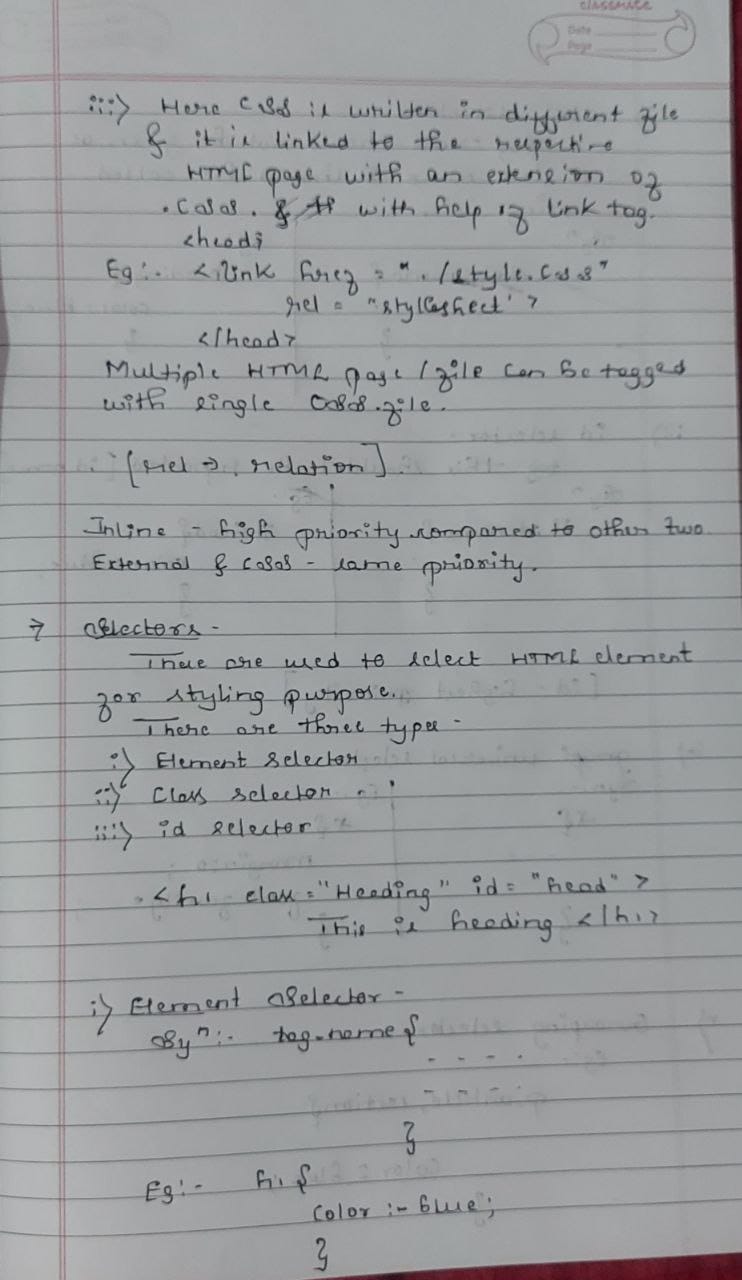 classmate
Date
Page
iii) Here CSS is written in different file
& it is linked to the respective
HTML page with an extension of
.CSS. & with help of link tag.
<head>
Eg:- <link href = "./style.css"
rel = "stylesheet">
</head>
Multiple HTML page/file can be tagged
with single CSS.file.
[rel → relation]
Inline - high priority compared to other two
External & CSS - same priority.
→ Selectors -
These are used to select HTML element
for styling purpose.
There are three types -
i) Element selector
ii) Class selector
iii) id selector
<h1 class = "Heading" id = "head" >
This is heading </h1>
i) Element Selector -
Syn:- tag-name {
- - - -
- - -
}
Eg:- h1 {
Color :- blue;
}